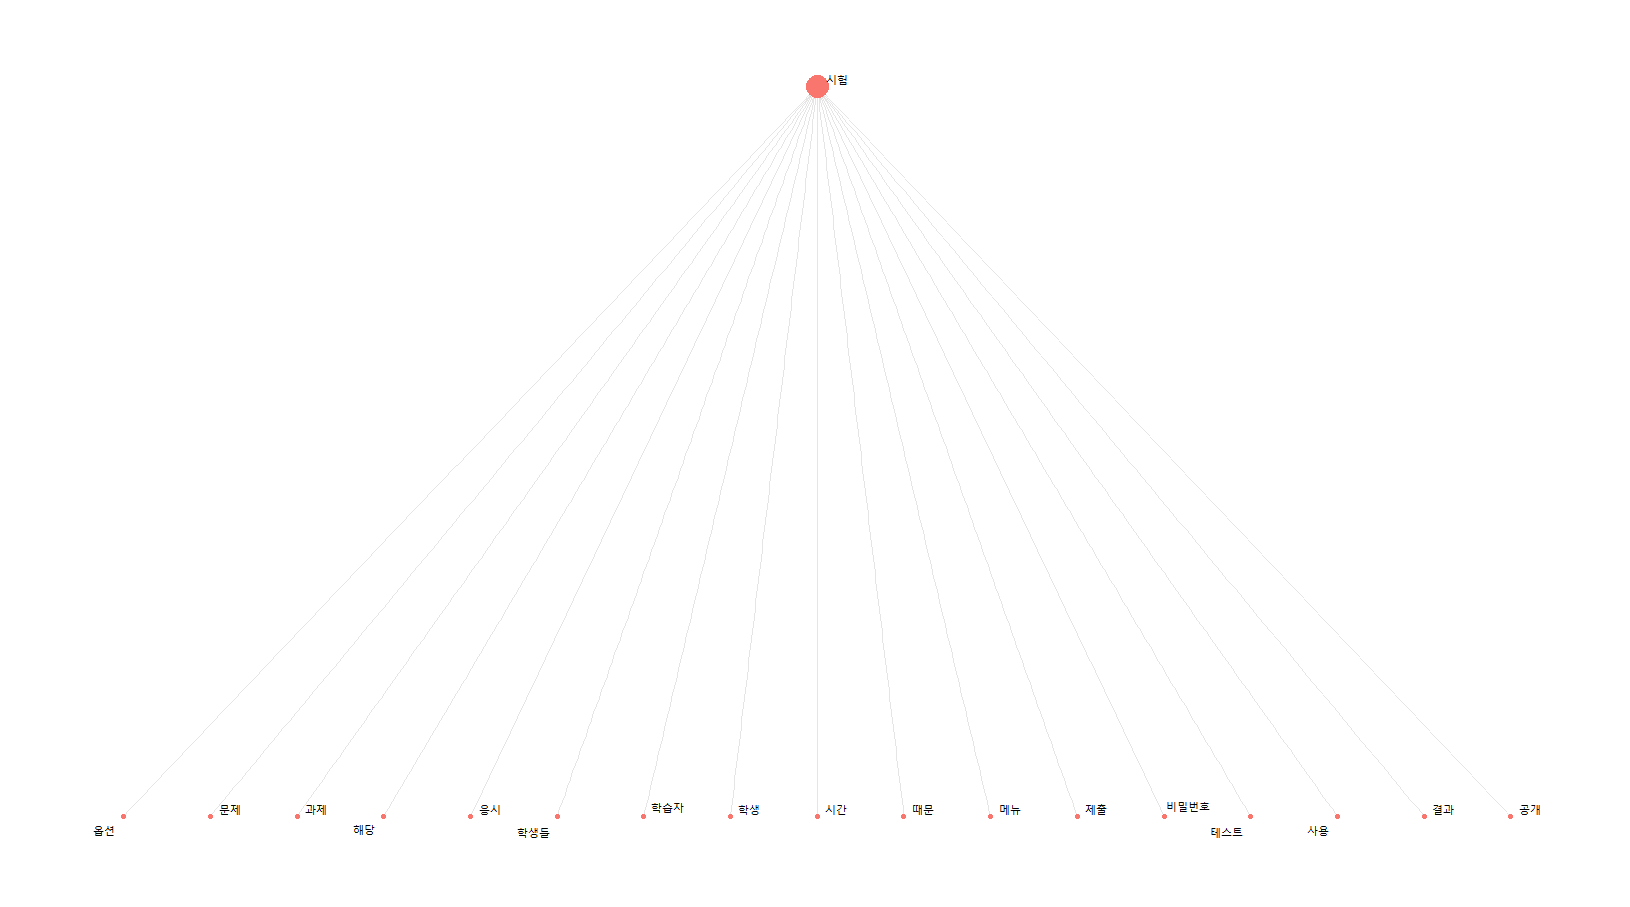 시험
옵션
문제
과제
해당
응시
학생들
학습자
학생
시간
때문
메뉴
제출
비밀번호
테스트
사용
결과
공개